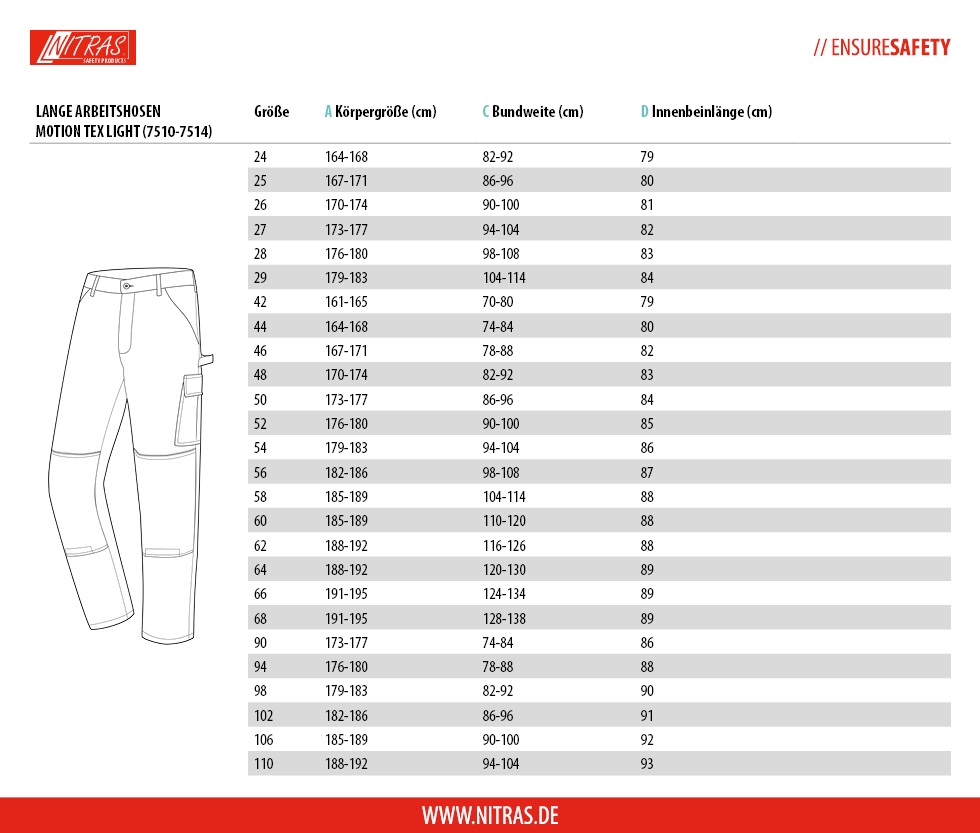 NITRAS
SAFETY PRODUCTS
// ENSURESAFETY
LANGE ARBEITSHOSEN
MOTION TEX LIGHT (7510-7514)
Größe A Körpergröße (cm) C Bundweite (cm) D Innenbeinlänge (cm)
24 164-168 82-92 79
25 167-171 86-96 80
26 170-174 90-100 81
27 173-177 94-104 82
28 176-180 98-108 83
29 179-183 104-114 84
42 161-165 70-80 79
44 164-168 74-84 80
46 167-171 78-88 82
48 170-174 82-92 83
50 173-177 86-96 84
52 176-180 90-100 85
54 179-183 94-104 86
56 182-186 98-108 87
58 185-189 104-114 88
60 185-189 110-120 88
62 188-192 116-126 88
64 188-192 120-130 89
66 191-195 124-134 89
68 191-195 128-138 89
90 173-177 74-84 86
94 176-180 78-88 88
98 179-183 82-92 90
102 182-186 86-96 91
106 185-189 90-100 92
110 188-192 94-104 93
WWW.NITRAS.DE